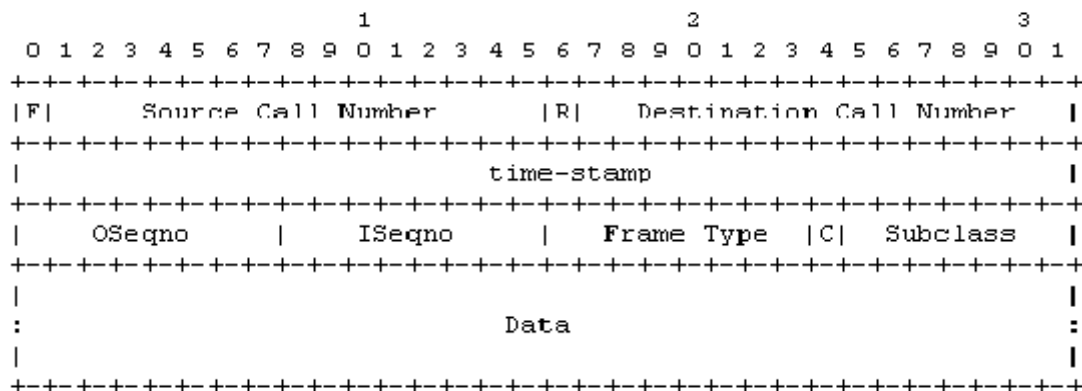 1                   2                   3
 0 1 2 3 4 5 6 7 8 9 0 1 2 3 4 5 6 7 8 9 0 1 2 3 4 5 6 7 8 9 0 1
+-+-+-+-+-+-+-+-+-+-+-+-+-+-+-+-+-+-+-+-+-+-+-+-+-+-+-+-+-+-+-+-+
|F|     Source Call Number      |R|   Destination Call Number   |
+-+-+-+-+-+-+-+-+-+-+-+-+-+-+-+-+-+-+-+-+-+-+-+-+-+-+-+-+-+-+-+-+
|                            time-stamp                         |
+-+-+-+-+-+-+-+-+-+-+-+-+-+-+-+-+-+-+-+-+-+-+-+-+-+-+-+-+-+-+-+-+
|    OSeqno     |    ISeqno     |   Frame Type  |C|  Subclass   |
+-+-+-+-+-+-+-+-+-+-+-+-+-+-+-+-+-+-+-+-+-+-+-+-+-+-+-+-+-+-+-+-+
|                                                               |
:                             Data                              :
|                                                               |
+-+-+-+-+-+-+-+-+-+-+-+-+-+-+-+-+-+-+-+-+-+-+-+-+-+-+-+-+-+-+-+-+